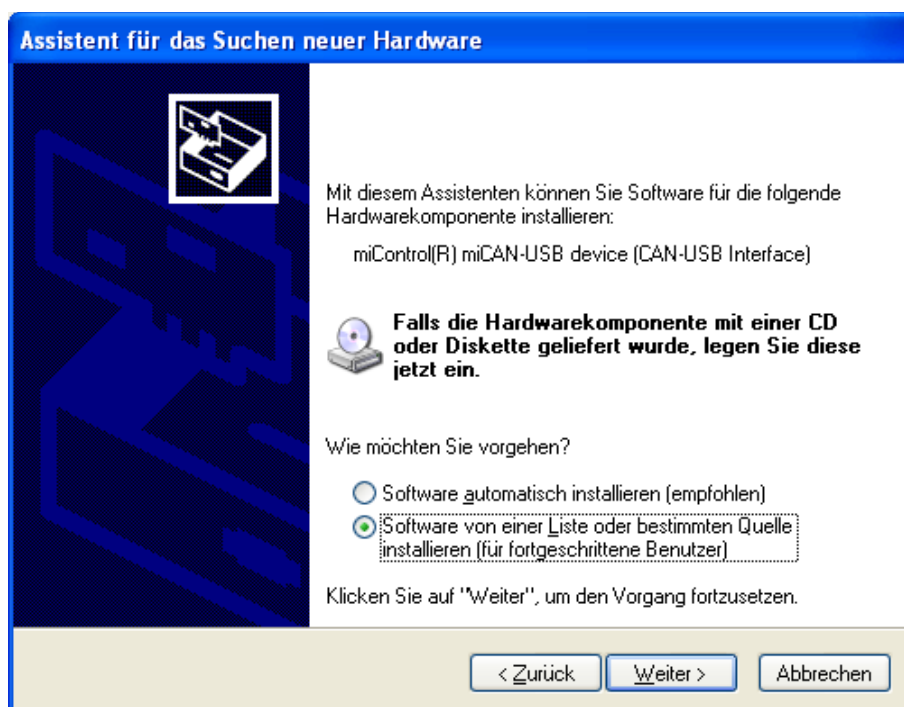 Assistent für das Suchen neuer Hardware
Mit diesem Assistenten können Sie Software für die folgende
Hardwarekomponente installieren:
miControl(R) miCAN-USB device (CAN-USB Interface)
Falls die Hardwarekomponente mit einer CD
oder Diskette geliefert wurde, legen Sie diese
jetzt ein.
Wie möchten Sie vorgehen?
Software automatisch installieren (empfohlen)
Software von einer Liste oder bestimmten Quelle
installieren (für fortgeschrittene Benutzer)
Klicken Sie auf "Weiter", um den Vorgang fortzusetzen.
< Zurück Weiter > Abbrechen